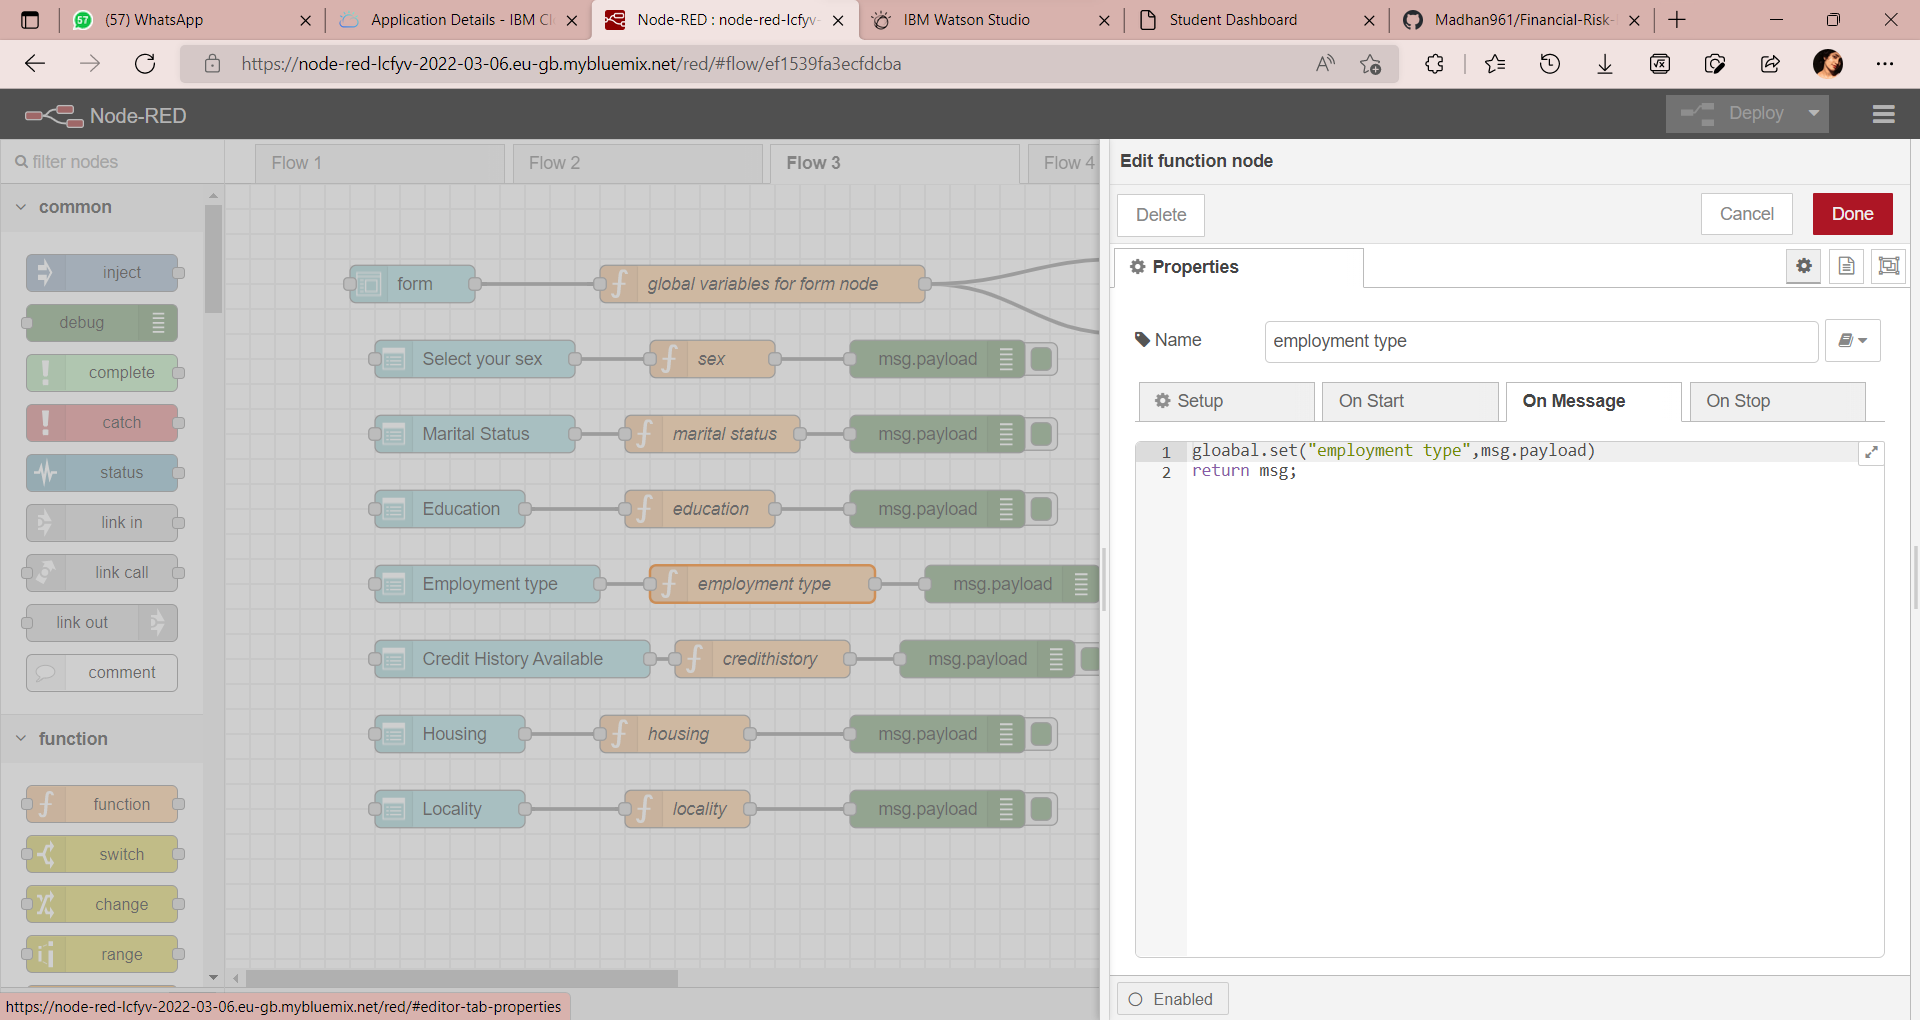 (57) WhatsApp
Application Details - IBM Cl
Node-RED : node-red-lcfyv-
IBM Watson Studio
Student Dashboard
Madhan961/Financial-Risk-
https://node-red-lcfyv-2022-03-06.eu-gb.mybluemix.net/red/#flow/ef1539fa3ecfdcba
Node-RED
Deploy
filter nodes
Flow 1
Flow 2
Flow 3
Flow 4
common
inject
debug
complete
catch
status
link in
link call
link out
comment
function
function
switch
change
range
form
global variables for form node
Select your sex
sex
msg.payload
Marital Status
marital status
msg.payload
Education
education
msg.payload
Employment type
employment type
msg.payload
Credit History Available
credithistory
msg.payload
Housing
housing
msg.payload
Locality
locality
msg.payload
Edit function node
Delete
Cancel
Done
Properties
Name
employment type
Setup
On Start
On Message
On Stop
1 gloabal.set("employment type",msg.payload)
2 return msg;
Enabled
https://node-red-lcfyv-2022-03-06.eu-gb.mybluemix.net/red/#editor-tab-properties